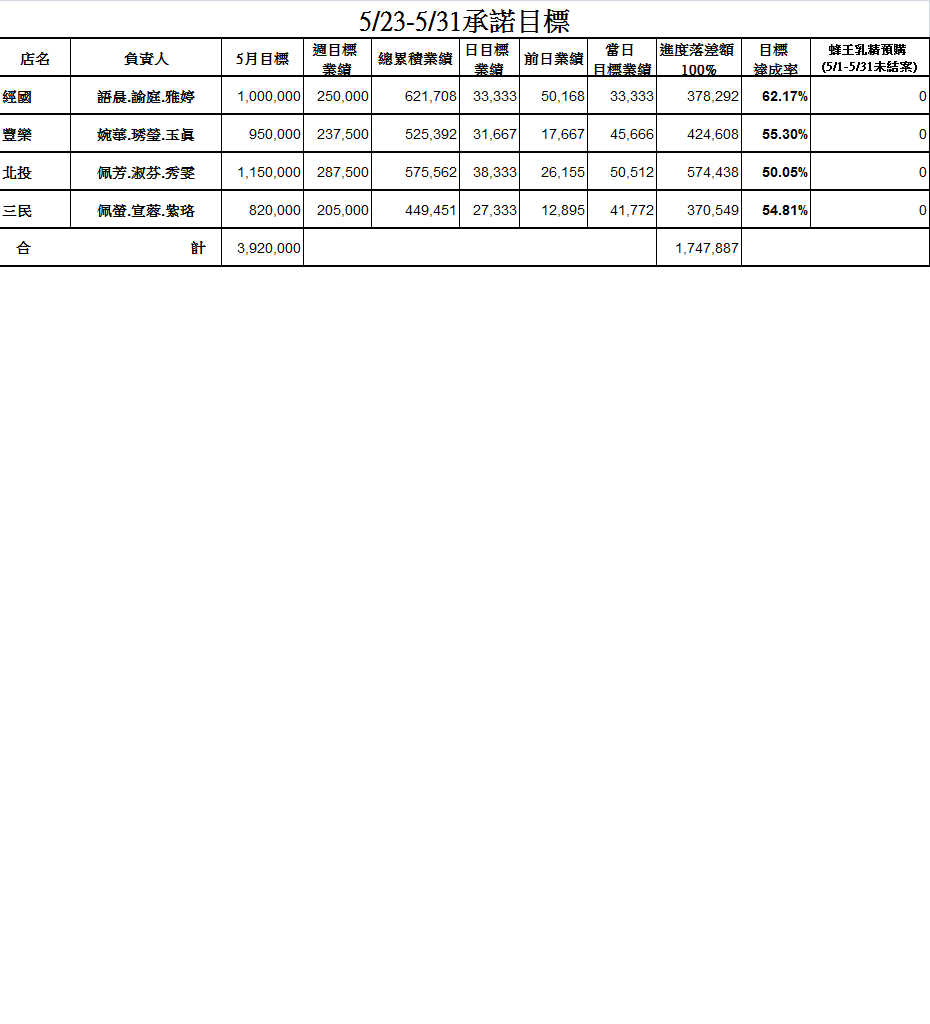 5/23-5/31承諾目標
店名 負責人 5月目標 週目標業績 總累積業績 日目標業績 前日業績 當日目標業績 進度落差額100% 目標達成率 蜂王乳精預購(5/1-5/31未結案)
經國 語晨.諭庭.雅婷 1,000,000 250,000 621,708 33,333 50,168 33,333 378,292 62.17% 0
豐樂 婉華.琇瑩.玉眞 950,000 237,500 525,392 31,667 17,667 45,666 424,608 55.30% 0
北投 佩芳.淑芬.秀雯 1,150,000 287,500 575,562 38,333 26,155 50,512 574,438 50.05% 0
三民 佩螢.宣蓉.紫珞 820,000 205,000 449,451 27,333 12,895 41,772 370,549 54.81% 0
合 計 3,920,000 1,747,887